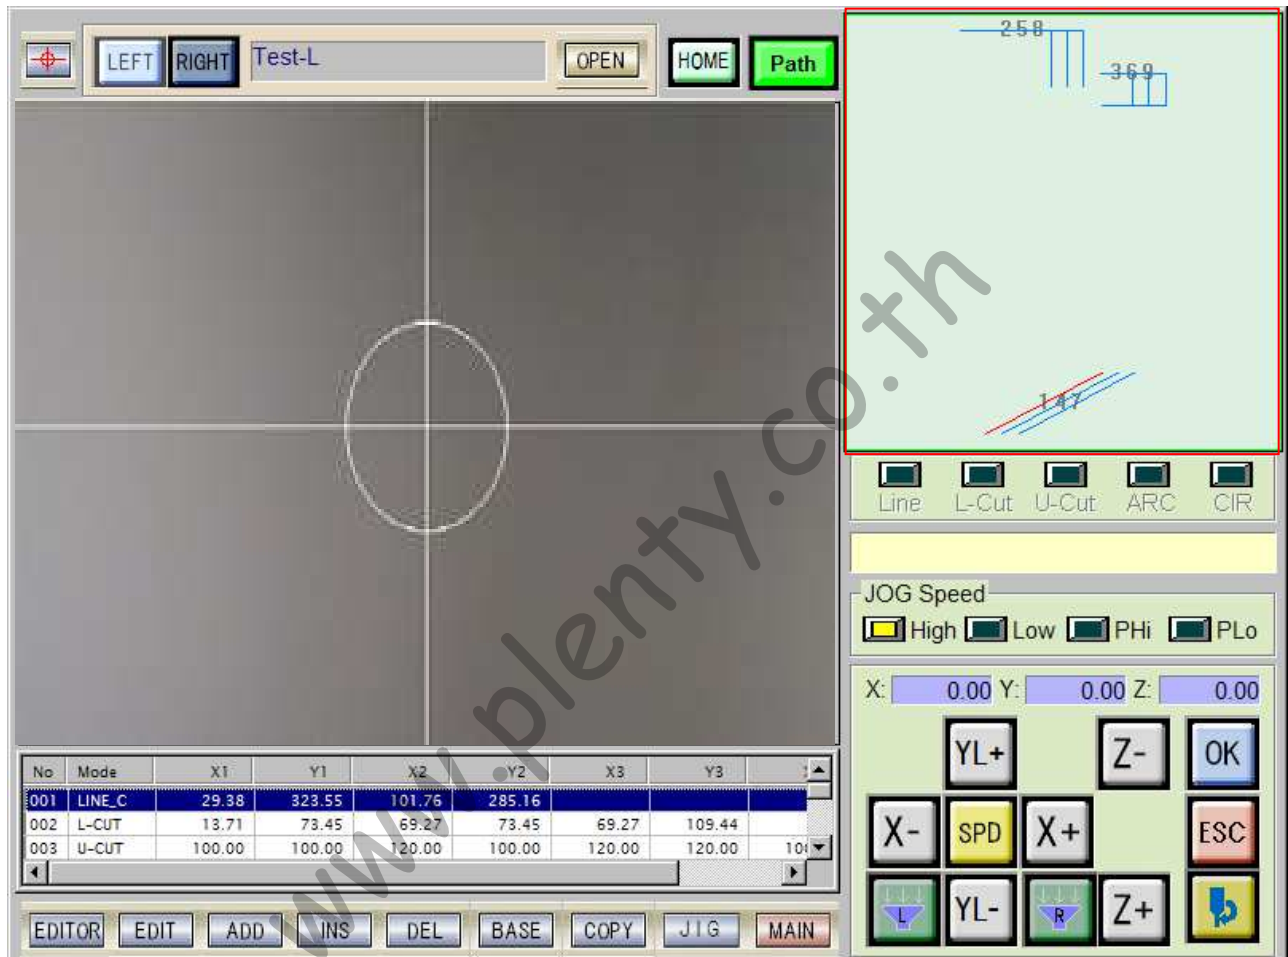 LEFT RIGHT Test-L OPEN HOME Path
258
369
147
Line L-Cut U-Cut ARC CIR
JOG Speed
High Low PHi PLo
X: 0.00 Y: 0.00 Z: 0.00
YL+ Z- OK
X- SPD X+ ESC
L YL- R Z+
No Mode X1 Y1 X2 Y2 X3 Y3
001 LINE_C 29.38 323.55 101.76 285.16
002 L-CUT 13.71 73.45 69.27 73.45 69.27 109.44
003 U-CUT 100.00 100.00 120.00 100.00 120.00 120.00
EDITOR EDIT ADD INS DEL BASE COPY JIG MAIN
www.plenty.co.th